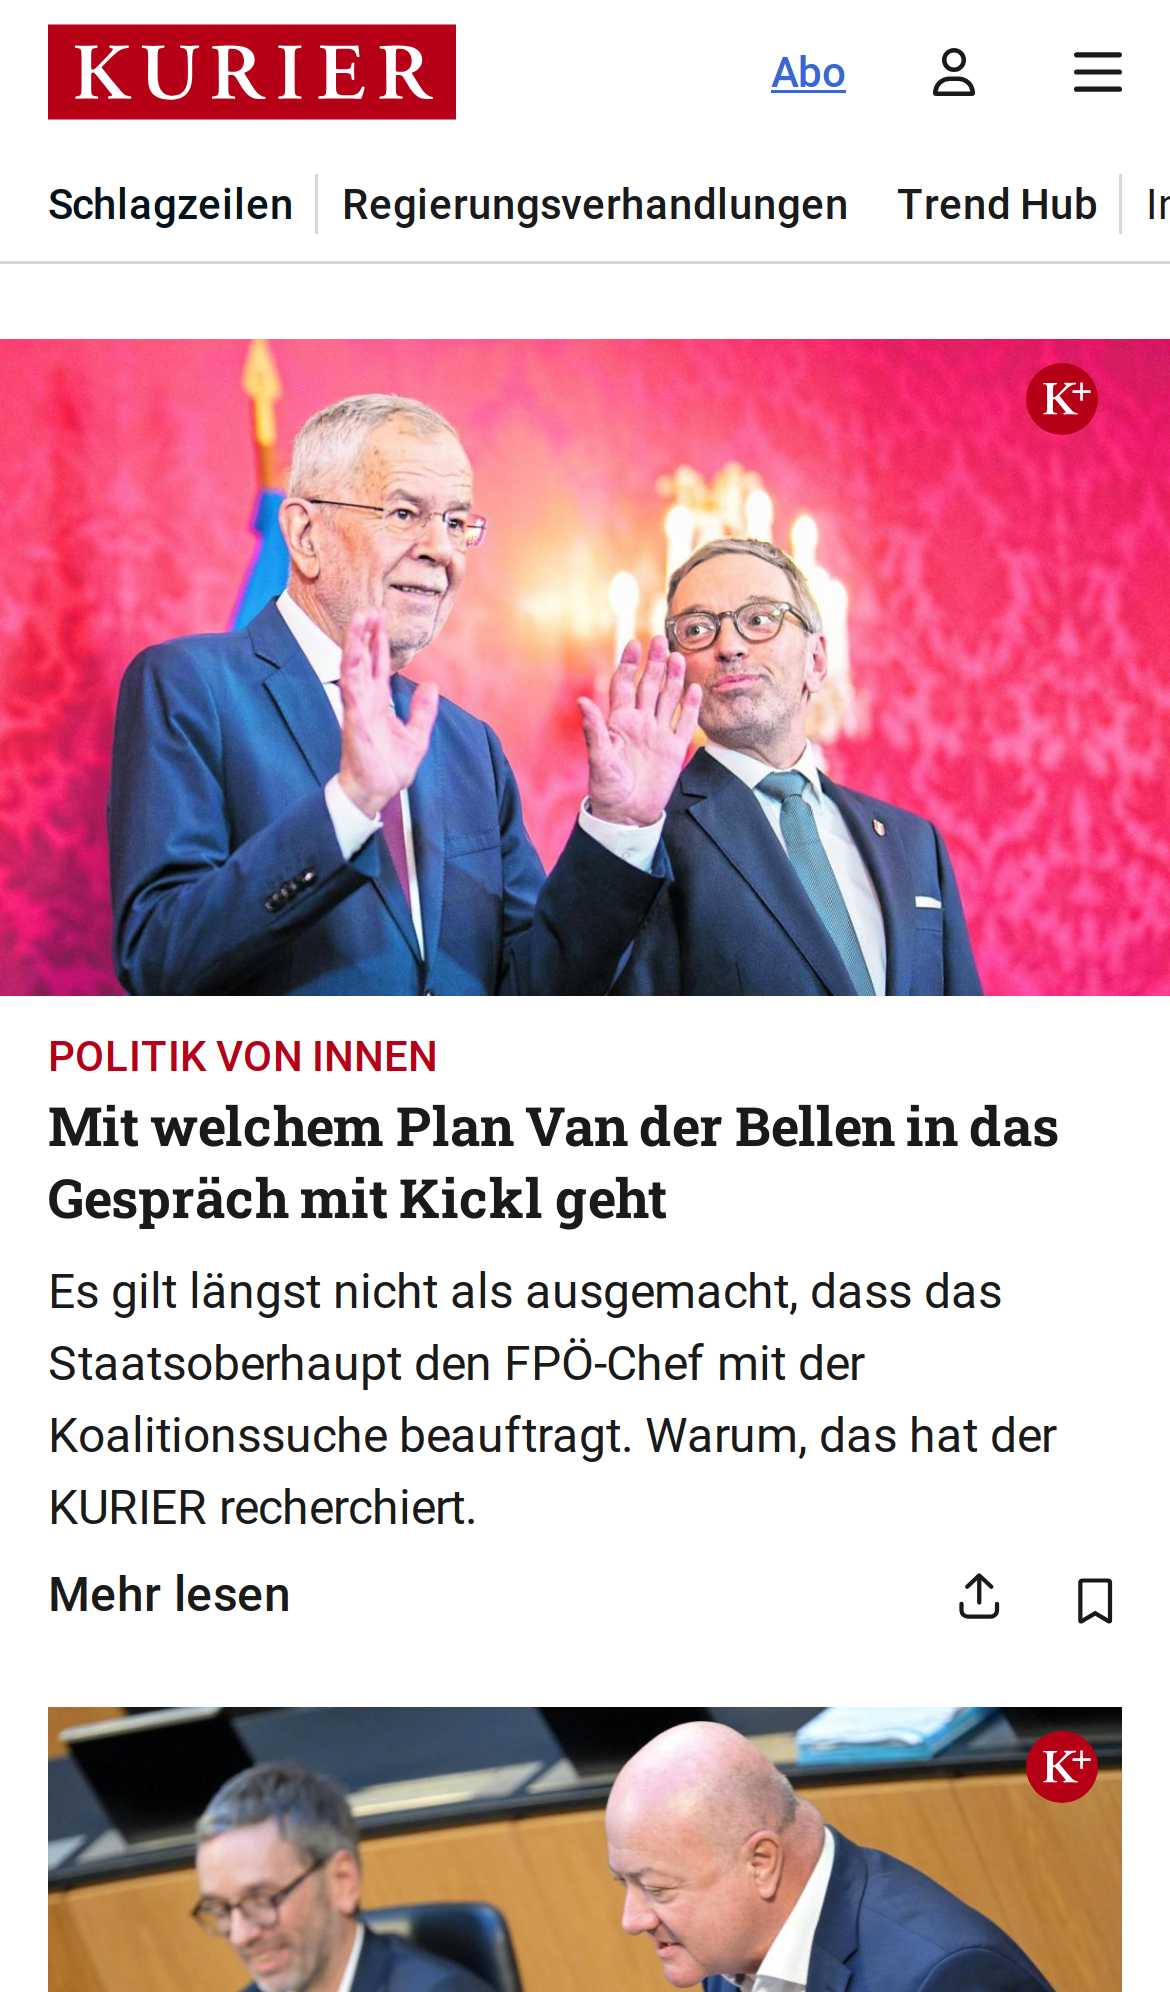 KURIER
Abo
Schlagzeilen
Regierungsverhandlungen
Trend Hub
K+
POLITIK VON INNEN
Mit welchem Plan Van der Bellen in das
Gespräch mit Kickl geht
Es gilt längst nicht als ausgemacht, dass das
Staatsoberhaupt den FPÖ-Chef mit der
Koalitionssuche beauftragt. Warum, das hat der
KURIER recherchiert.
Mehr lesen
K+